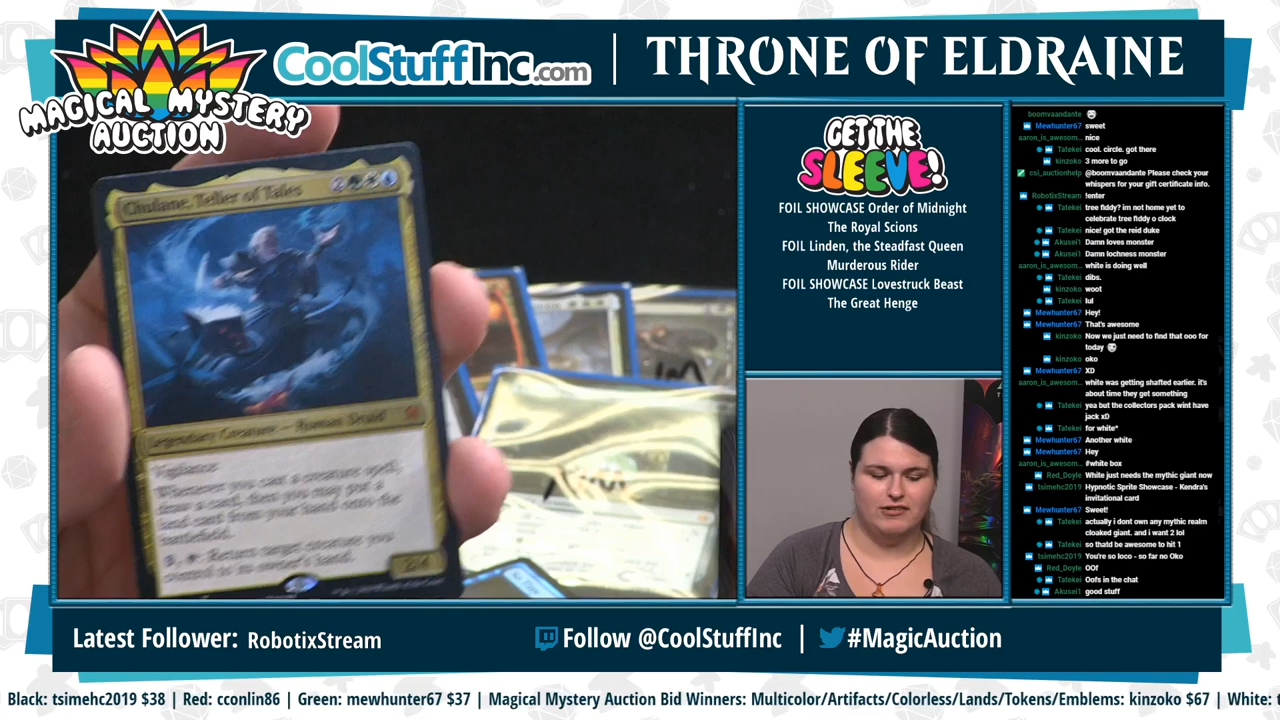 MAGICAL MYSTERY
AUCTION
CoolStuffInc.com
THRONE OF ELDRAINE
Chulane, Teller of Tales
GET THE
SLEEVE!
FOIL SHOWCASE Order of Midnight
The Royal Scions
FOIL Linden, the Steadfast Queen
Murderous Rider
FOIL SHOWCASE Lovestruck Beast
The Great Henge
boomvaandante
Mewhunter67 sweet
aaron_is_awesom... nice
Tatekei cool. circle. got there
kinzoko 3 more to go
csi_auctionhelp @boomvaandante Please check your
whispers for your gift certificate info.
RobotixStream !enter
Tatekei tree fiddy? im not home yet to
celebrate tree fiddy o clock
Tatekei nice! got the reid duke
Akusei1 Damn loves monster
Akusei1 Damn lochness monster
aaron_is_awesom... white is doing well
Tatekei dibs.
kinzoko woot
Tatekei lul
Mewhunter67 Hey!
Mewhunter67 That's awesome
kinzoko Now we just need to find that ooo for
today
kinzoko oko
Mewhunter67 XD
aaron_is_awesom... white was getting shafted earlier. it's
about time they get something
Tatekei yea but the collectors pack wint have
jack xD
Tatekei for white*
Mewhunter67 Another white
Mewhunter67 Hey
aaron_is_awesom... #white box
Red_Doyle White just needs the mythic giant now
tsimehc2019 Hypnotic Sprite Showcase - Kendra's
invitational card
Mewhunter67 Sweet!
Tatekei actually i dont own any mythic realm
cloaked giant. and i want 2 lol
Tatekei so thatd be awesome to hit 1
tsimehc2019 You're so loco - so far no Oko
Red_Doyle OOf
Tatekei Oofs in the chat
Akusei1 good stuff
Latest Follower: RobotixStream
Follow @CoolStuffInc | #MagicAuction
Black: tsimehc2019 $38 | Red: cconlin86 | Green: mewhunter67 $37 | Magical Mystery Auction Bid Winners: Multicolor/Artifacts/Colorless/Lands/Tokens/Emblems: kinzoko $67 | White: